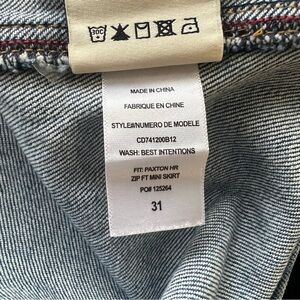 30C
MADE IN CHINA
FABRIQUE EN CHINE
STYLE#/NUMERO DE MODELE
CD741200B12
WASH: BEST INTENTIONS
FIT: PAXTON HR
ZIP FT MINI SKIRT
PO# 125264
31